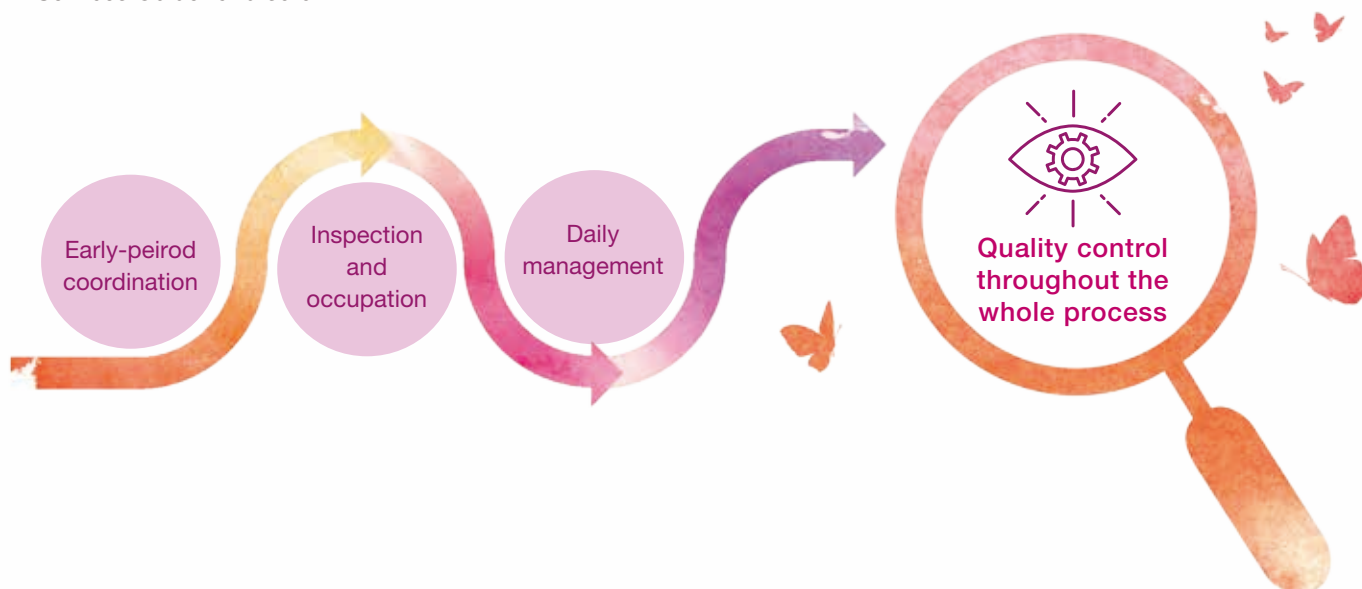 Early-peirod
coordination
Inspection
and
occupation
Daily
management
Quality control
throughout the
whole process